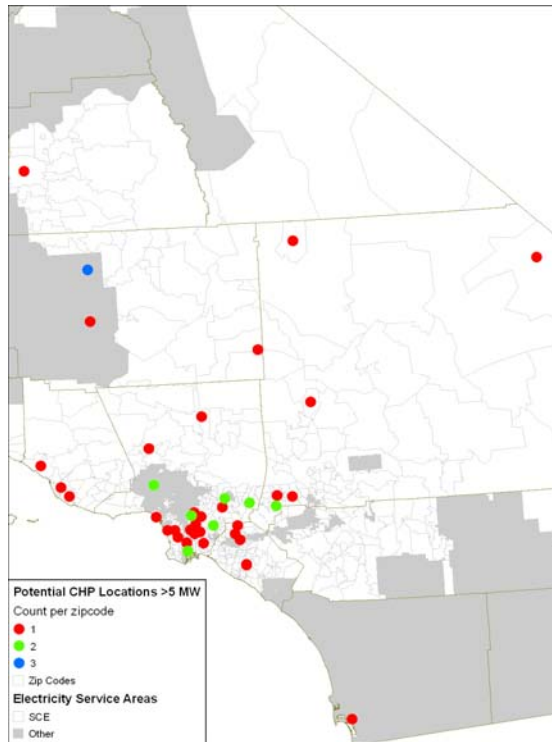 Potential CHP Locations >5 MW
Count per zipcode
1
2
3
Zip Codes
Electricity Service Areas
SCE
Other